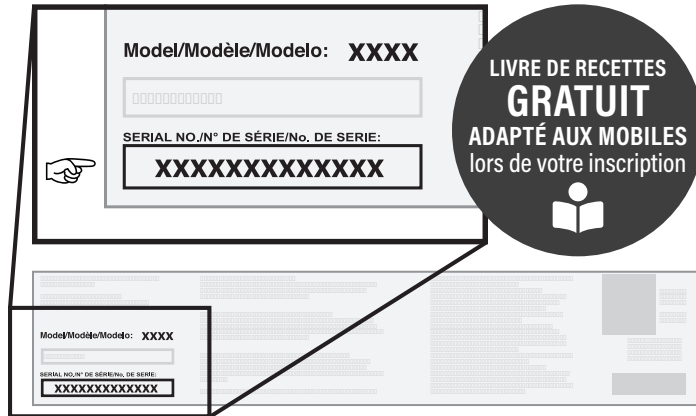 Model/Modèle/Modelo: XXXX
SERIAL NO./N° DE SÉRIE/No. DE SERIE:
XXXXXXXXXXXXX
LIVRE DE RECETTES
GRATUIT
ADAPTÉ AUX MOBILES
lors de votre inscription
Model/Modèle/Modelo: XXXX
SERIAL NO./N° DE SÉRIE/No. DE SERIE:
XXXXXXXXXXXXX